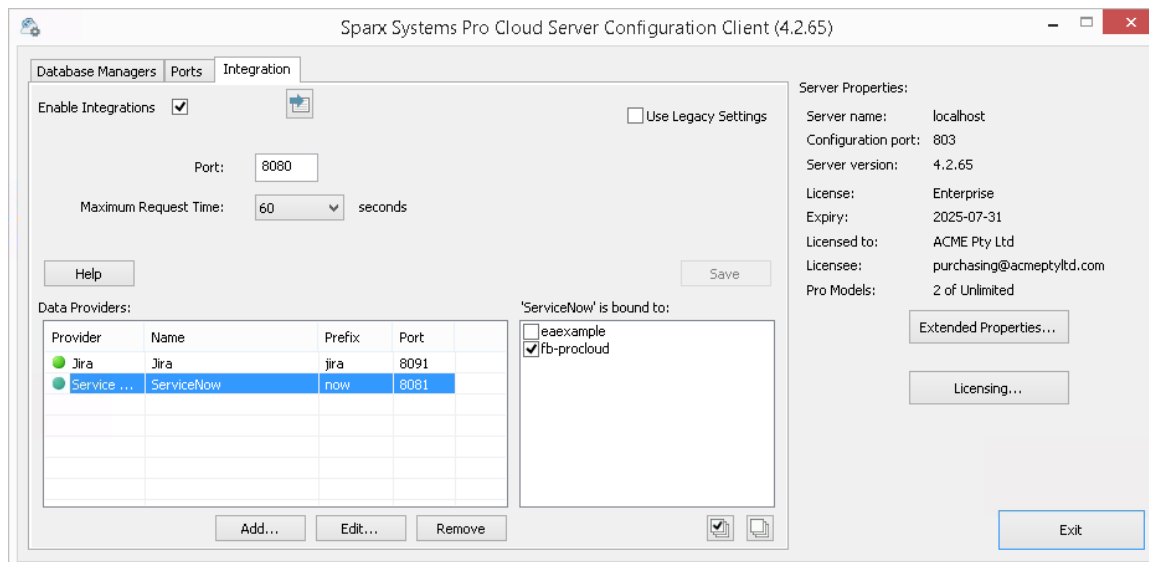 Sparx Systems Pro Cloud Server Configuration Client (4.2.65)
Database Managers Ports Integration
Enable Integrations
Use Legacy Settings
Port: 8080
Maximum Request Time: 60 seconds
Help Save
Data Providers:
Provider Name Prefix Port
Jira Jira jira 8091
Service ... ServiceNow now 8081
Add... Edit... Remove
'ServiceNow' is bound to:
eaexample
fb-procloud
Server Properties:
Server name: localhost
Configuration port: 803
Server version: 4.2.65
License: Enterprise
Expiry: 2025-07-31
Licensed to: ACME Pty Ltd
Licensee: purchasing@acmeptyltd.com
Pro Models: 2 of Unlimited
Extended Properties...
Licensing...
Exit